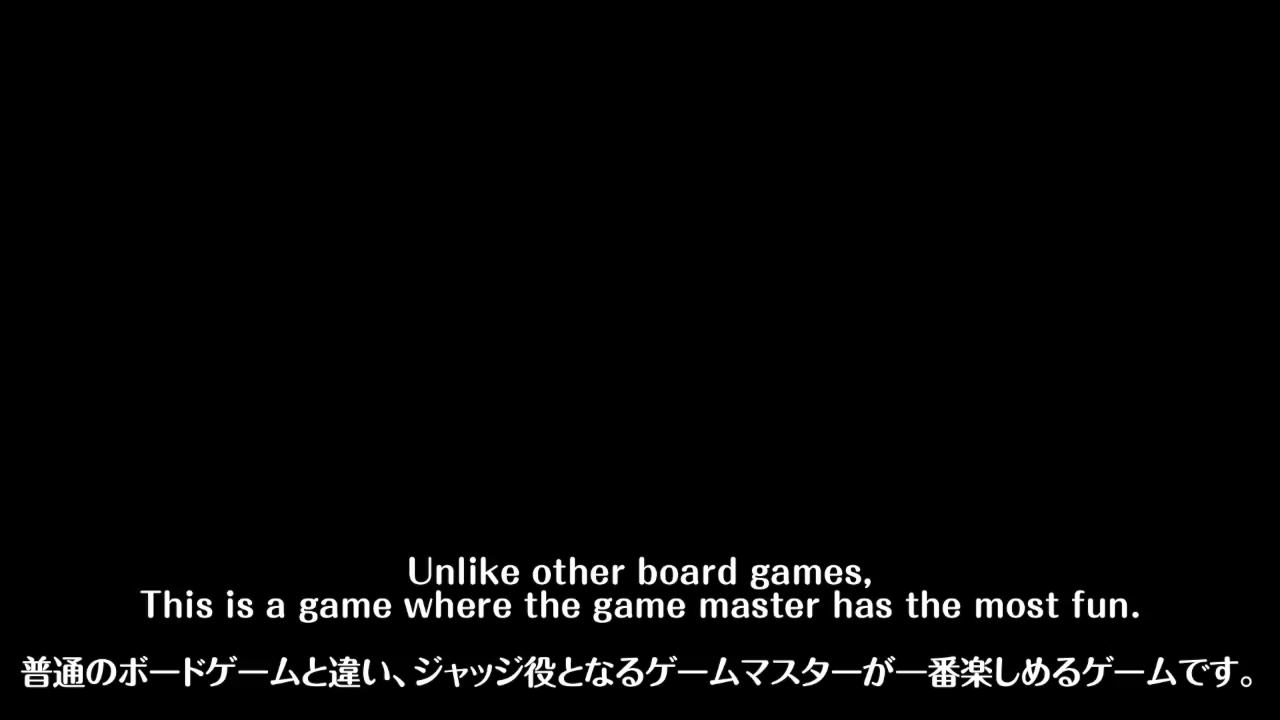 Unlike other board games,
This is a game where the game master has the most fun.
普通のボードゲームと違い、ジャッジ役となるゲームマスターが一番楽しめるゲームです。